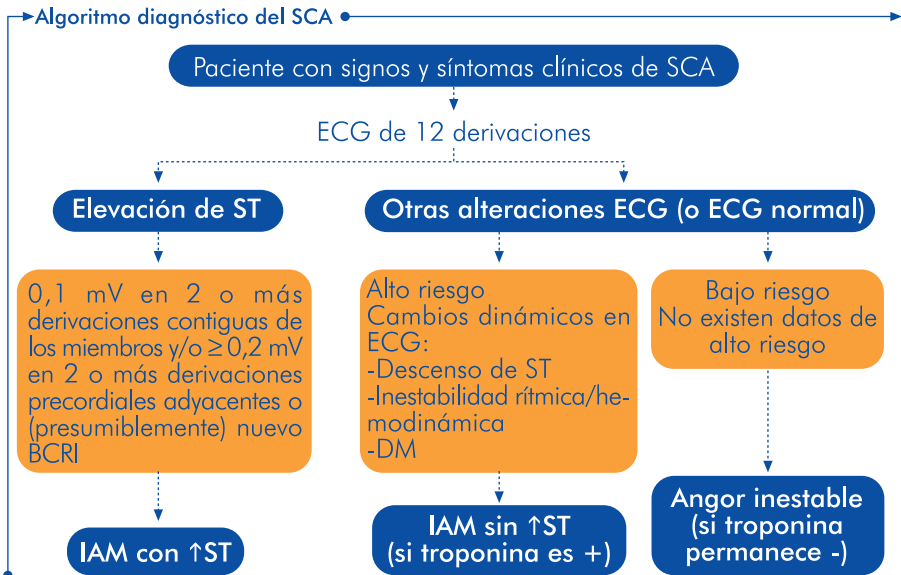 Algoritmo diagnóstico del SCA
Paciente con signos y síntomas clínicos de SCA
ECG de 12 derivaciones
Elevación de ST
Otras alteraciones ECG (o ECG normal)
0,1 mV en 2 o más
derivaciones contiguas de
los miembros y/o ≥ 0,2 mV
en 2 o más derivaciones
precordiales adyacentes o
(presumiblemente) nuevo
BCRI
Alto riesgo
Cambios dinámicos en
ECG:
-Descenso de ST
-Inestabilidad rítmica/he-
modinámica
-DM
Bajo riesgo
No existen datos de
alto riesgo
IAM con ↑ST
IAM sin ↑ST
(si troponina es +)
Angor inestable
(si troponina
permanece -)